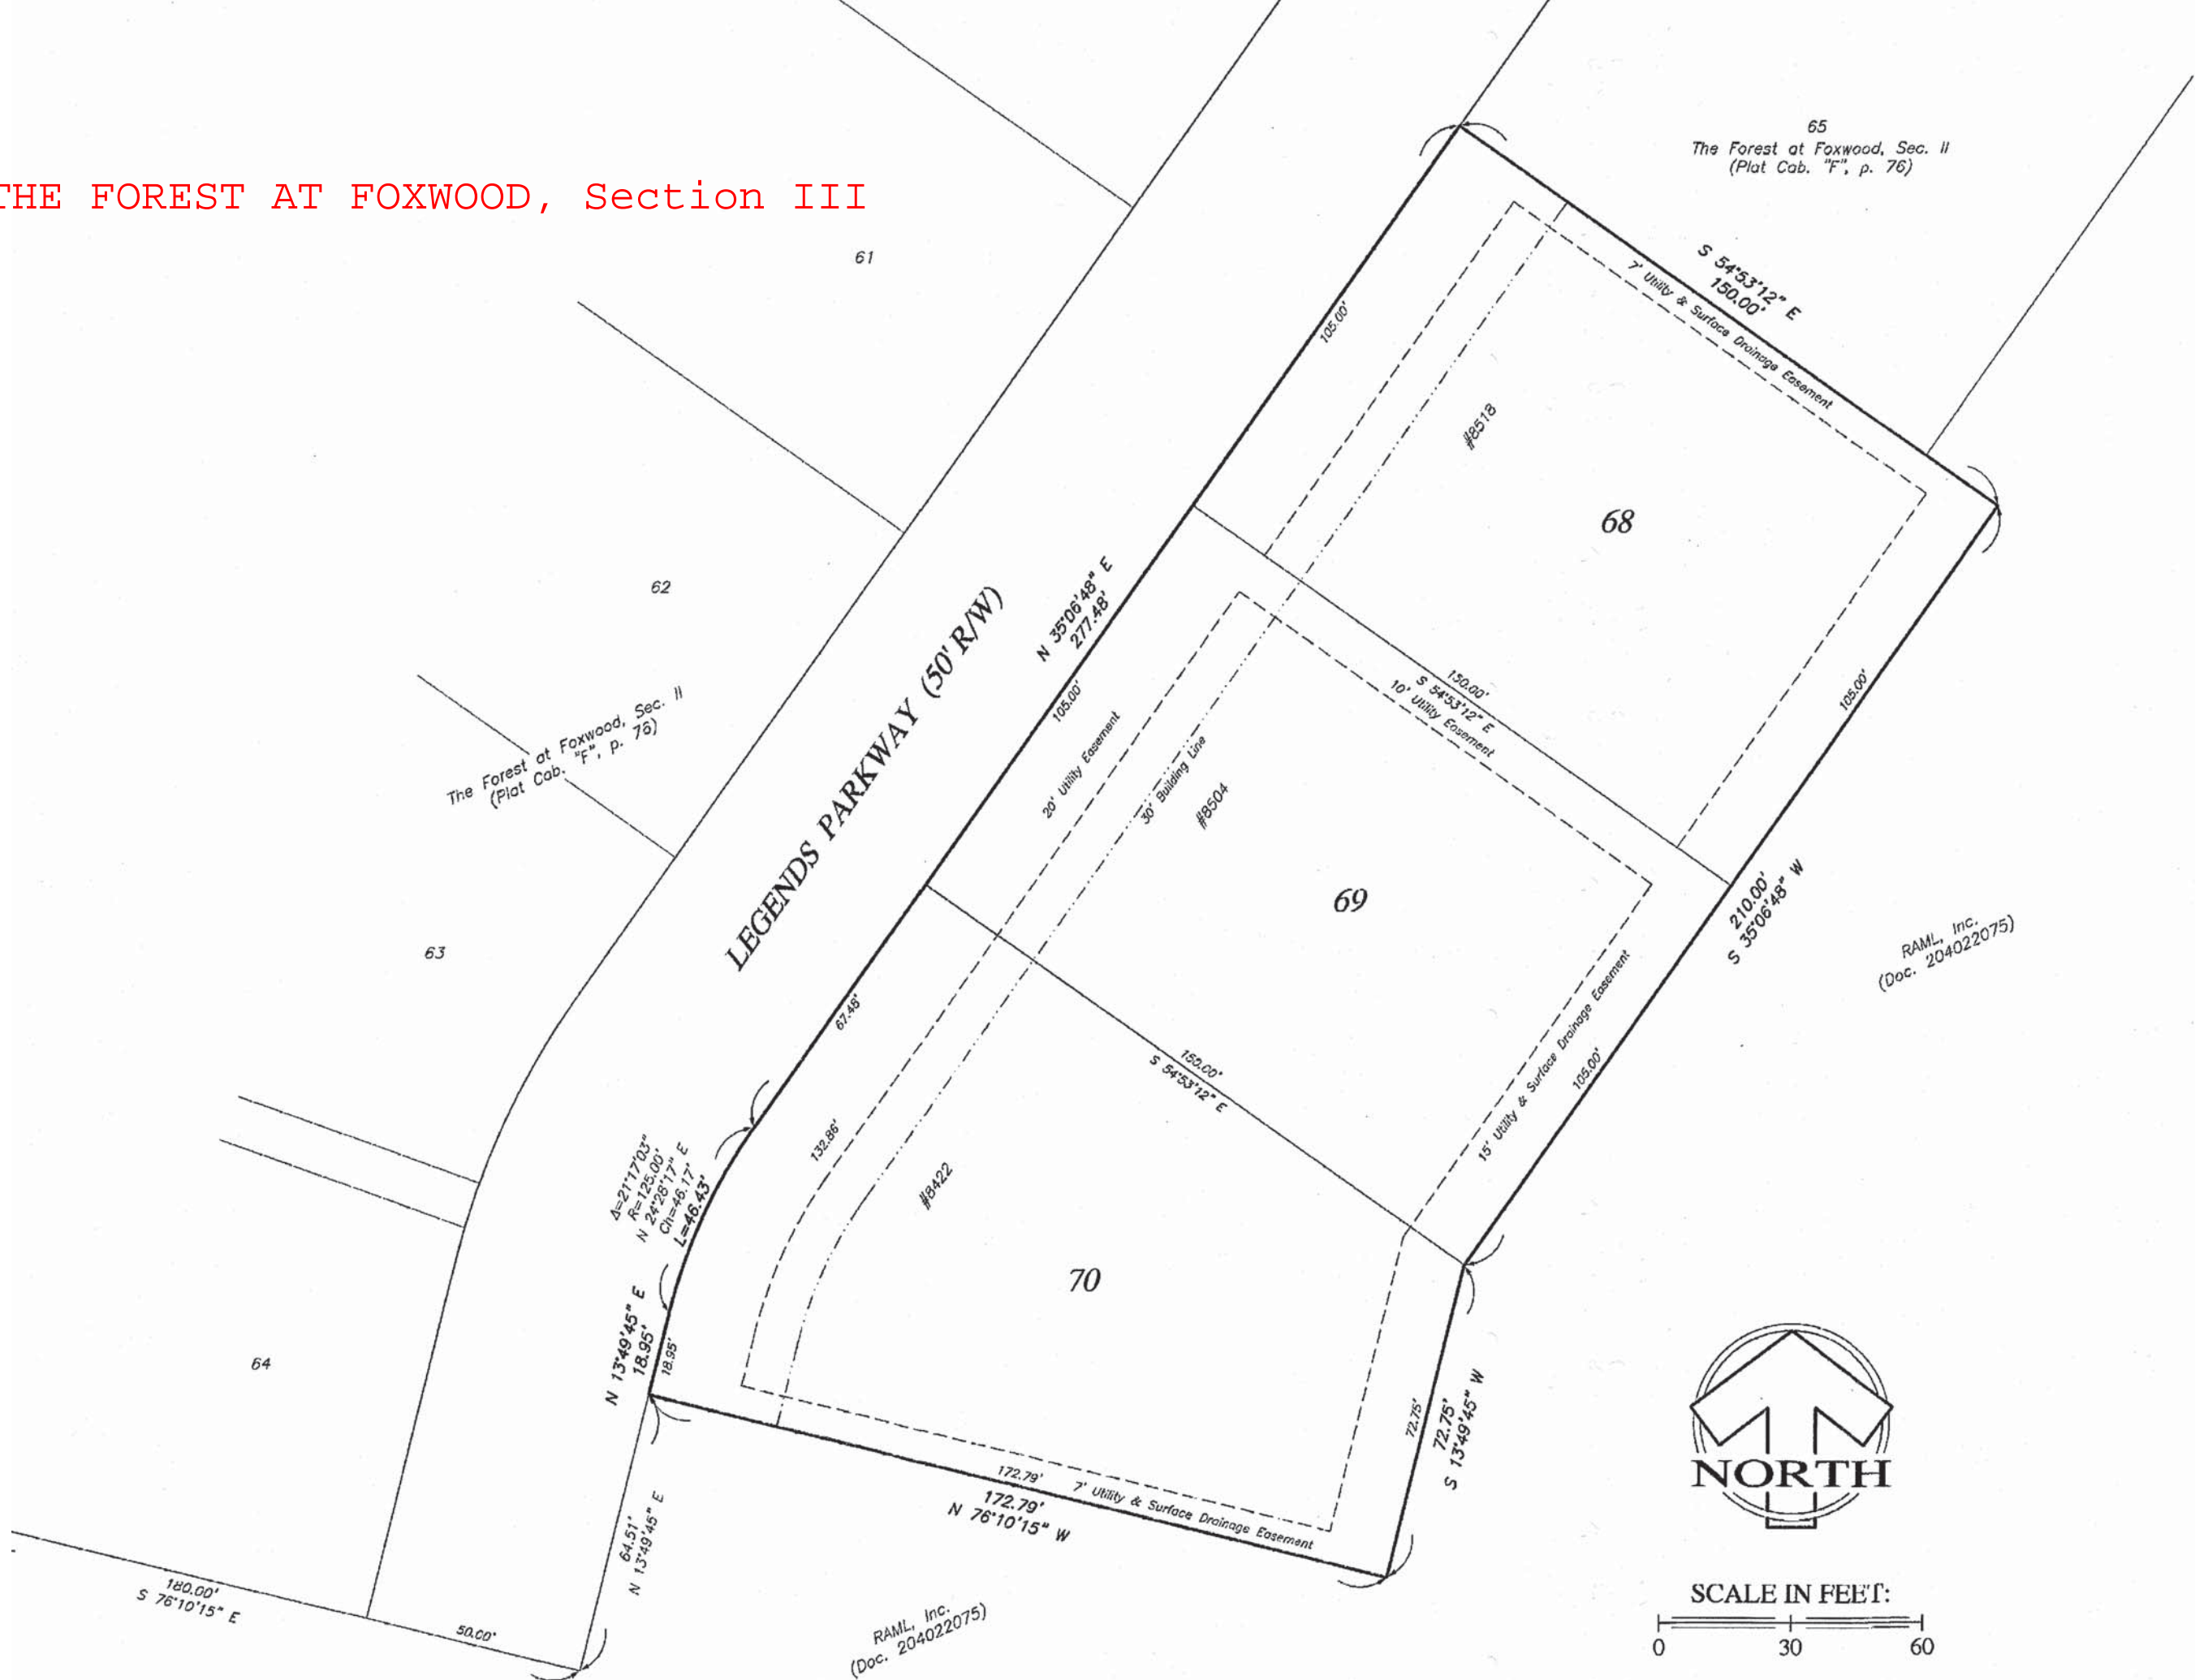 65
The Forest at Foxwood, Sec. II
(Plat Cab. "F", p. 76)
THE FOREST AT FOXWOOD, Section III
61
S 54°53'12" E
150.00'
7' Utility & Surface Drainage Easement
105.00'
#8518
68
62
N 35°06'48" E
277.48'
105.00'
LEGENDS PARKWAY (50' R/W)
150.00'
S 54°53'12" E
10' Utility Easement
105.00'
The Forest at Foxwood, Sec. II
(Plat Cab. "F", p. 76)
20' Utility Easement
30' Building Line
#8504
69
210.00'
S 35°06'48" W
RAML, Inc.
(Doc. 204022075)
63
67.48'
150.00'
S 54°53'12" E
15' Utility & Surface Drainage Easement
105.00'
Δ=21°17'03"
R=125.00'
N 24°28'17" E
Ch=46.17'
L=46.43'
132.86'
#8422
70
N 13°49'45" E
18.95'
18.95'
64
72.75'
72.75'
S 13°49'45" W
172.79'
7' Utility & Surface Drainage Easement
172.79'
N 76°10'15" W
64.51'
N 13°49'45" E
180.00'
S 76°10'15" E
50.00'
RAML, Inc.
(Doc. 204022075)
NORTH
SCALE IN FEET:
0 30 60